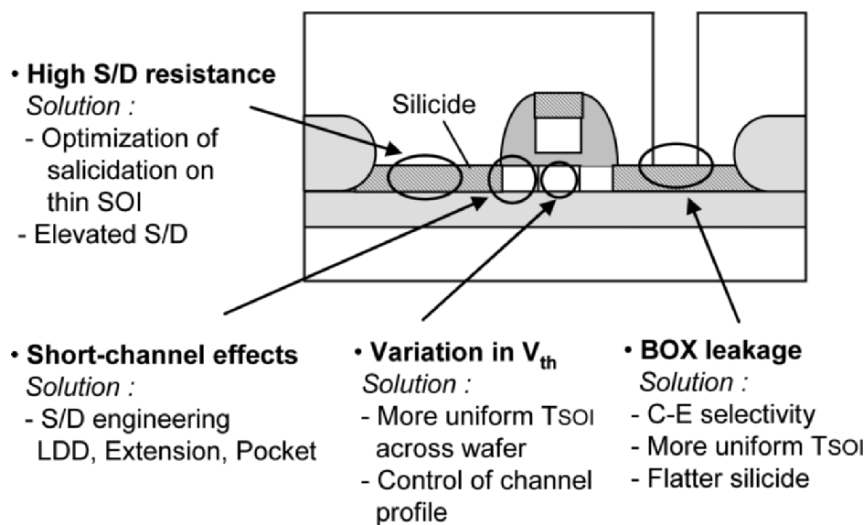 • High S/D resistance
Solution :
- Optimization of
salicidation on
thin SOI
- Elevated S/D
Silicide
• Short-channel effects
Solution :
- S/D engineering
LDD, Extension, Pocket
• Variation in Vth
Solution :
- More uniform TSOI
across wafer
- Control of channel
profile
• BOX leakage
Solution :
- C-E selectivity
- More uniform TSOI
- Flatter silicide